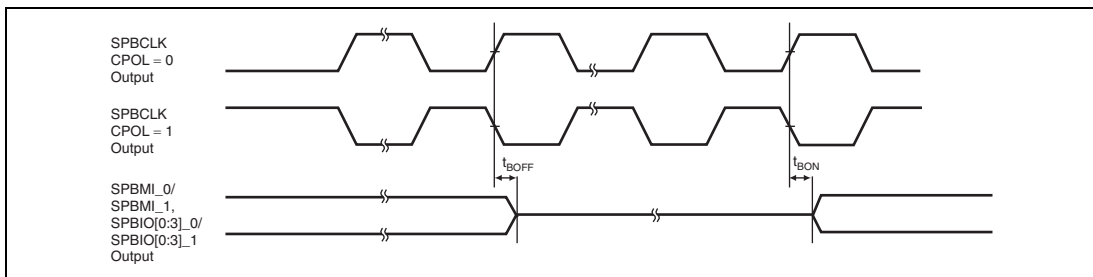 SPBCLK
CPOL = 0
Output
SPBCLK
CPOL = 1
Output
tBOFF
tBON
SPBMI_0/
SPBMI_1,
SPBIO[0:3]_0/
SPBIO[0:3]_1
Output